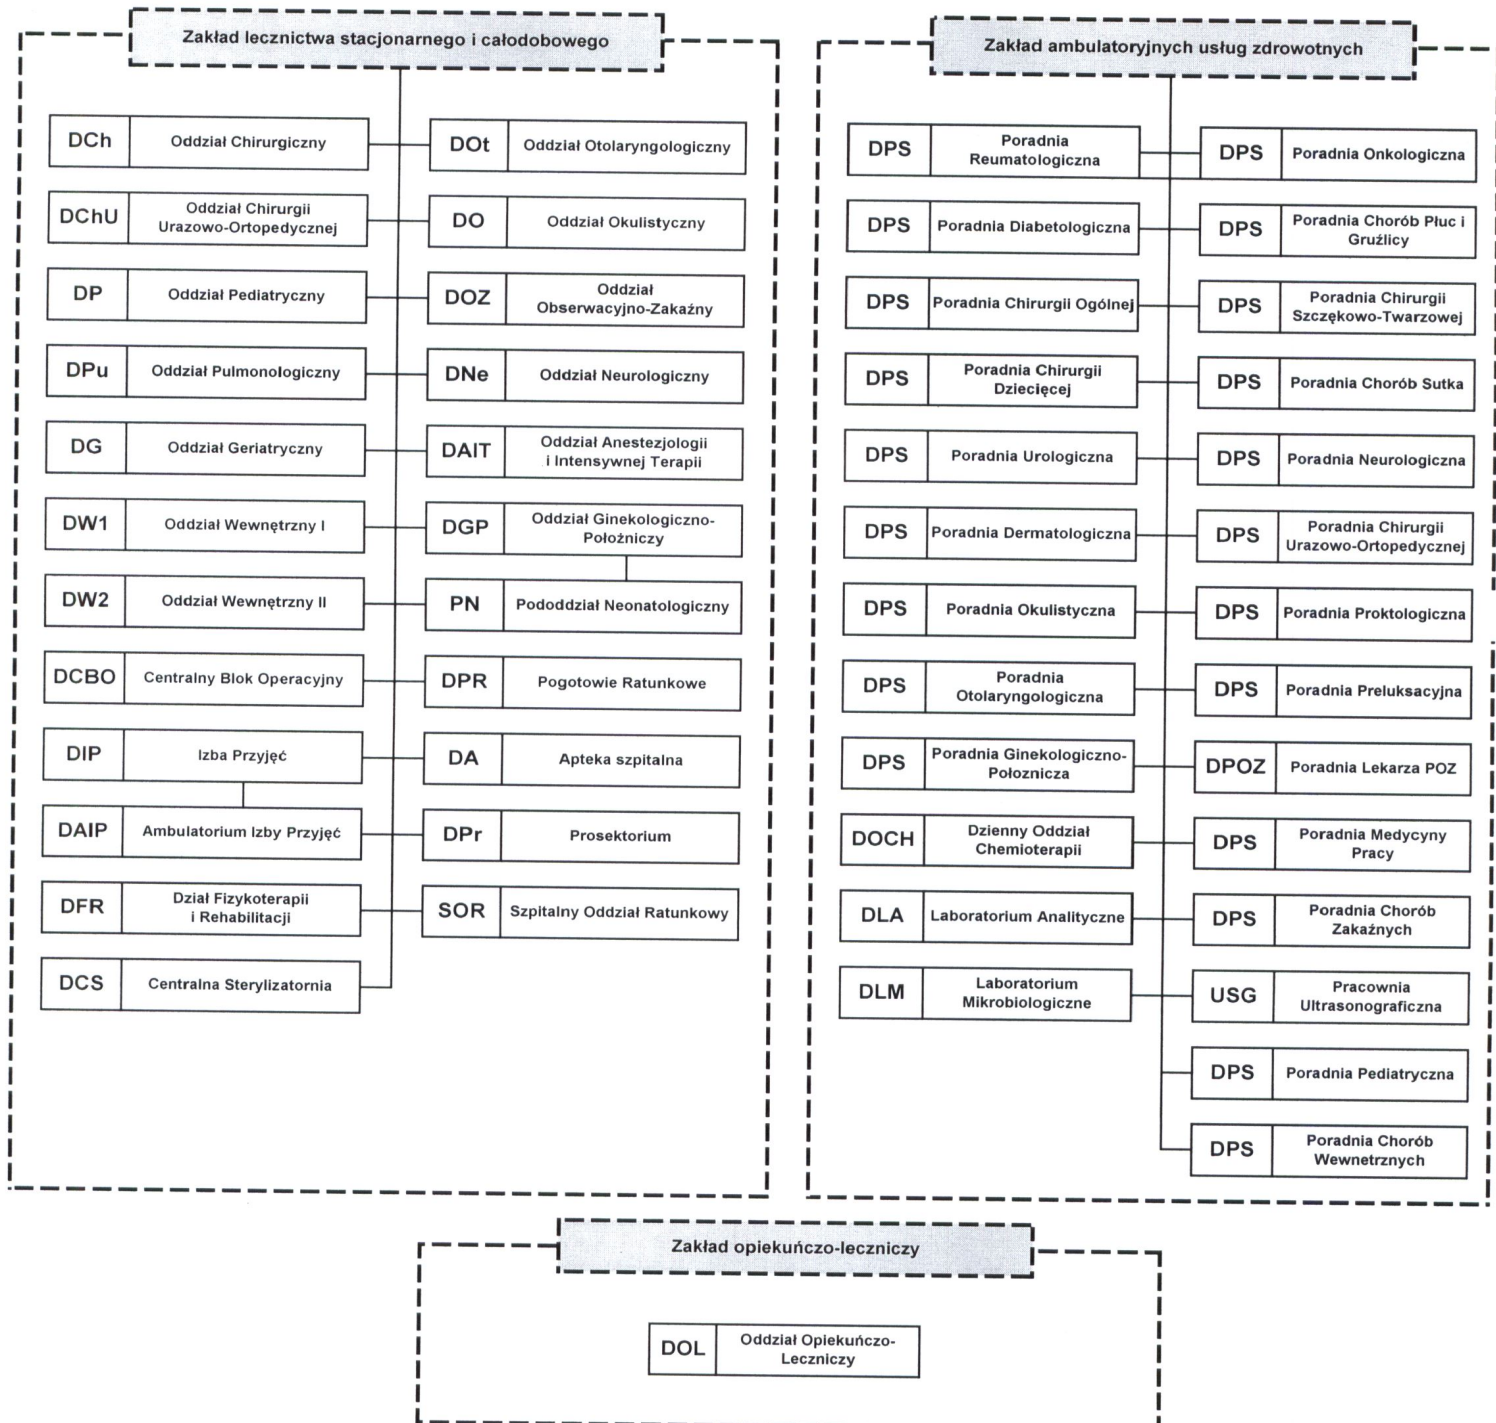 Zakład lecznictwa stacjonarnego i całodobowego
DCh
Oddział Chirurgiczny
DOt
Oddział Otolaryngologiczny
DChU
Oddział Chirurgii
Urazowo-Ortopedycznej
DO
Oddział Okulistyczny
DP
Oddział Pediatryczny
DOZ
Oddział
Obserwacyjno-Zakaźny
DPu
Oddział Pulmonologiczny
DNe
Oddział Neurologiczny
DG
Oddział Geriatryczny
DAIT
Oddział Anestezjologii
i Intensywnej Terapii
DW1
Oddział Wewnętrzny I
DGP
Oddział Ginekologiczno-
Położniczy
DW2
Oddział Wewnętrzny II
PN
Pododdział Neonatologiczny
DCBO
Centralny Blok Operacyjny
DPR
Pogotowie Ratunkowe
DIP
Izba Przyjęć
DA
Apteka szpitalna
DAIP
Ambulatorium Izby Przyjęć
DPr
Prosektorium
DFR
Dział Fizykoterapii
i Rehabilitacji
SOR
Szpitalny Oddział Ratunkowy
DCS
Centralna Sterylizatornia
Zakład ambulatoryjnych usług zdrowotnych
DPS
Poradnia
Reumatologiczna
DPS
Poradnia Onkologiczna
DPS
Poradnia Diabetologiczna
DPS
Poradnia Chorób Płuc i
Gruźlicy
DPS
Poradnia Chirurgii Ogólnej
DPS
Poradnia Chirurgii
Szczękowo-Twarzowej
DPS
Poradnia Chirurgii
Dziecięcej
DPS
Poradnia Chorób Sutka
DPS
Poradnia Urologiczna
DPS
Poradnia Neurologiczna
DPS
Poradnia Dermatologiczna
DPS
Poradnia Chirurgii
Urazowo-Ortopedycznej
DPS
Poradnia Okulistyczna
DPS
Poradnia Proktologiczna
DPS
Poradnia
Otolaryngologiczna
DPS
Poradnia Preluksacyjna
DPS
Poradnia Ginekologiczno-
Położnicza
DPOZ
Poradnia Lekarza POZ
DOCH
Dzienny Oddział
Chemioterapii
DPS
Poradnia Medycyny
Pracy
DLA
Laboratorium Analityczne
DPS
Poradnia Chorób
Zakaźnych
DLM
Laboratorium
Mikrobiologiczne
USG
Pracownia
Ultrasonograficzna
DPS
Poradnia Pediatryczna
DPS
Poradnia Chorób
Wewnetrznych
Zakład opiekuńczo-leczniczy
DOL
Oddział Opiekuńczo-
Leczniczy